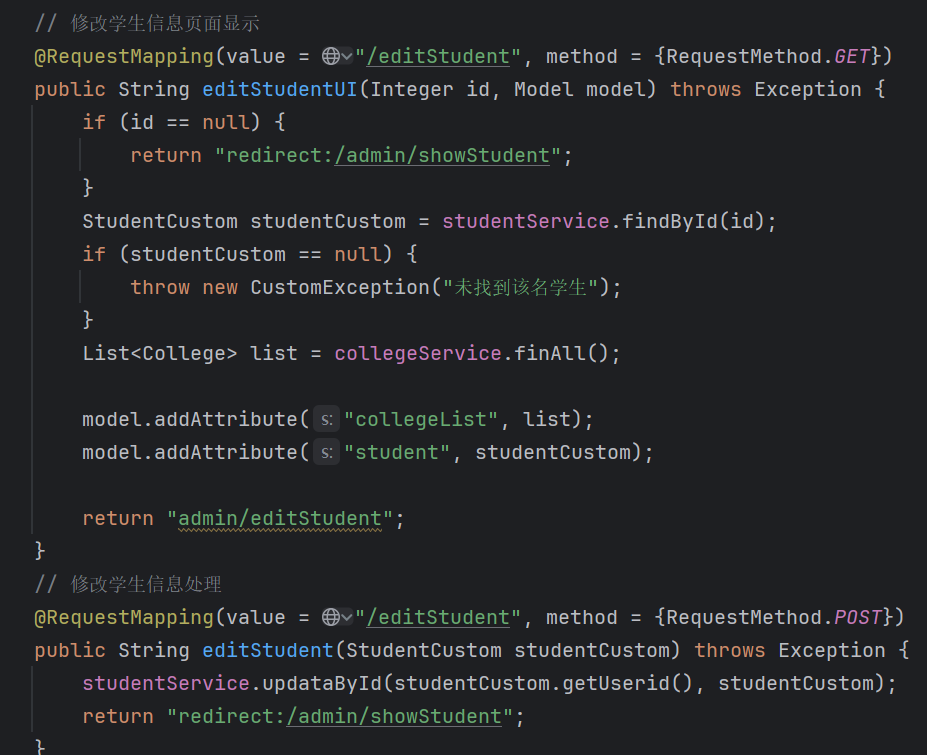 // 修改学生信息页面显示
@RequestMapping(value = "/editStudent", method = {RequestMethod.GET})
public String editStudentUI(Integer id, Model model) throws Exception {
if (id == null) {
return "redirect:/admin/showStudent";
}
StudentCustom studentCustom = studentService.findById(id);
if (studentCustom == null) {
throw new CustomException("未找到该名学生");
}
List<College> list = collegeService.finAll();
model.addAttribute( s: "collegeList", list);
model.addAttribute( s: "student", studentCustom);
return "admin/editStudent";
}
// 修改学生信息处理
@RequestMapping(value = "/editStudent", method = {RequestMethod.POST})
public String editStudent(StudentCustom studentCustom) throws Exception {
studentService.updataById(studentCustom.getUserid(), studentCustom);
return "redirect:/admin/showStudent";
}